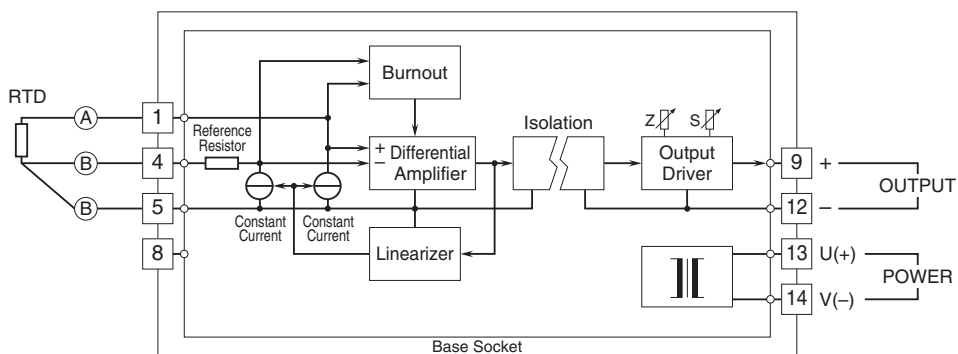 RTD
A
B
B
1
4
5
8
Reference
Resistor
Burnout
+
−
Differential
Amplifier
Constant
Current
Constant
Current
Linearizer
Isolation
Z
S
Output
Driver
9
+
12
−
OUTPUT
13
U(+)
14
V(−)
POWER
Base Socket